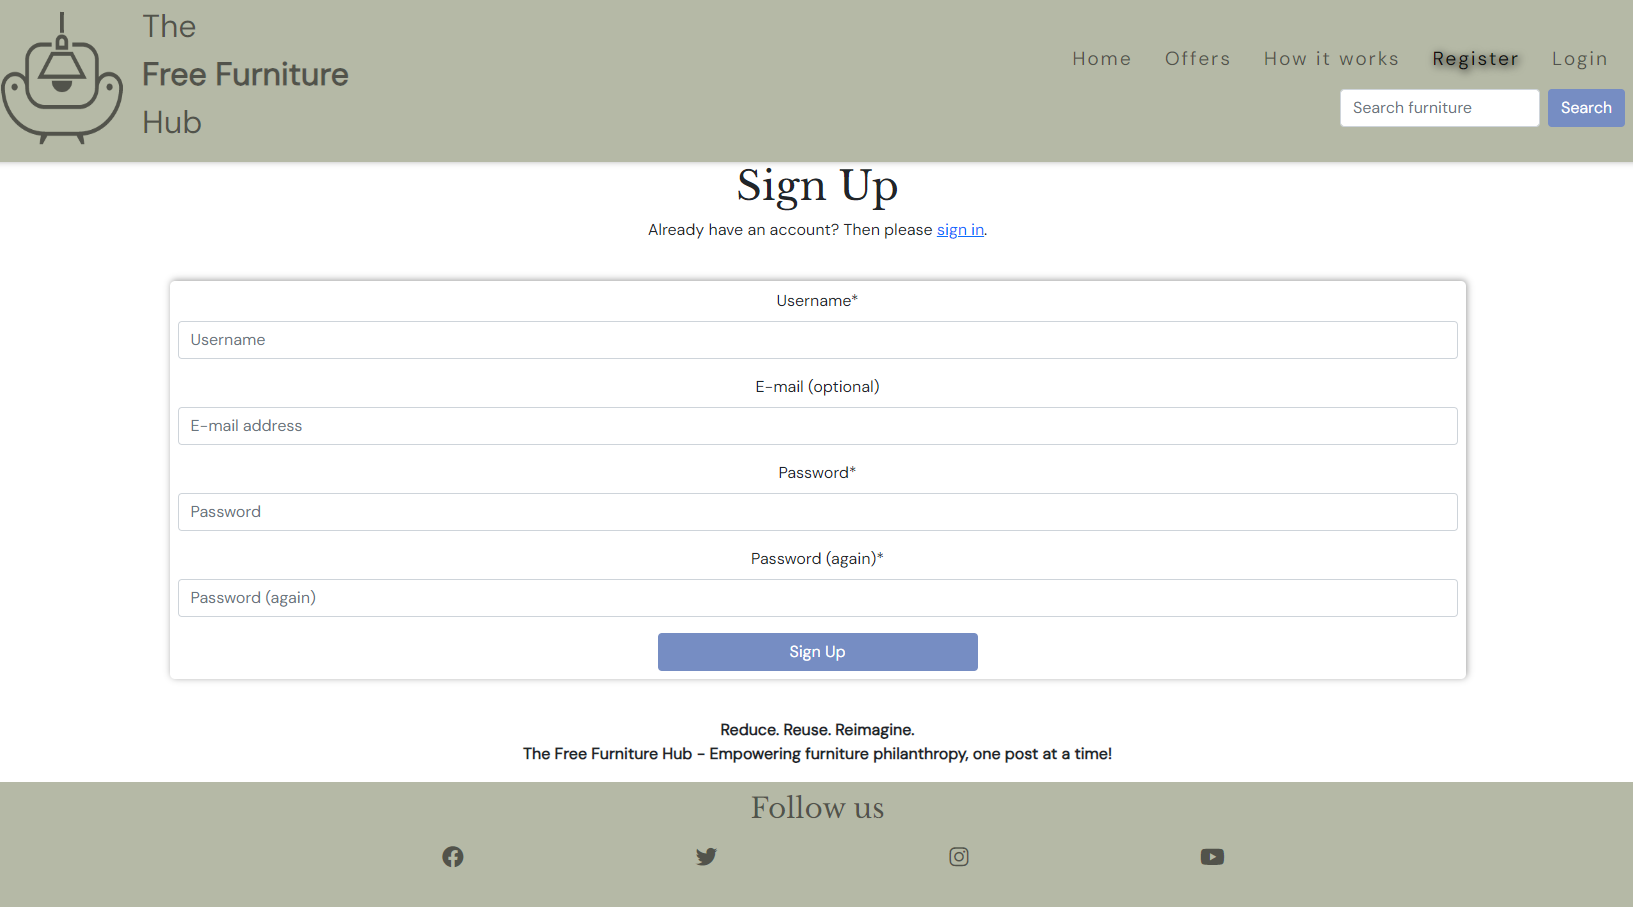 The
Free Furniture
Hub
Home Offers How it works Register Login
Search furniture Search
Sign Up
Already have an account? Then please sign in.
Username*
Username
E-mail (optional)
E-mail address
Password*
Password
Password (again)*
Password (again)
Sign Up
Reduce. Reuse. Reimagine.
The Free Furniture Hub - Empowering furniture philanthropy, one post at a time!
Follow us